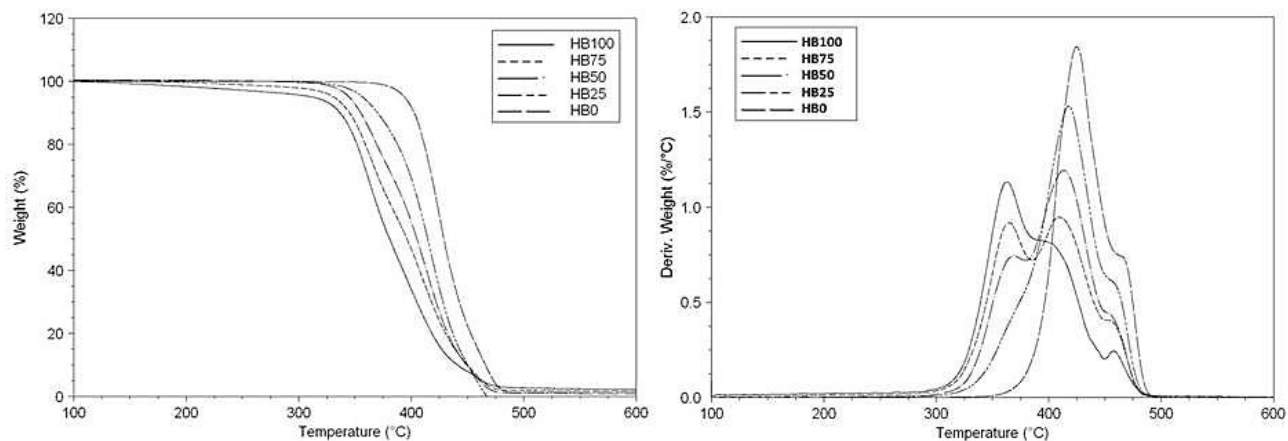 120
100
80
60
40
20
0
Weight (%)
HB100
HB75
HB50
HB25
HB0
100 200 300 400 500 600
Temperature (°C)
2.0
1.5
1.0
0.5
0.0
Deriv. Weight (%/°C)
HB100
HB75
HB50
HB25
HB0
100 200 300 400 500 600
Temperature (°C)